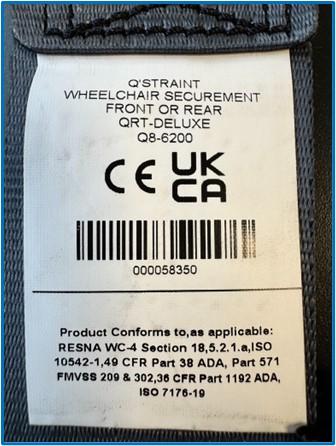 Q'STRAINT
WHEELCHAIR SECUREMENT
FRONT OR REAR
QRT-DELUXE
Q8-6200
CE UK
CA
000058350
Product Conforms to,as applicable:
RESNA WC-4 Section 18,5.2.1.a,ISO
10542-1,49 CFR Part 38 ADA, Part 571
FMVSS 209 & 302,36 CFR Part 1192 ADA,
ISO 7176-19